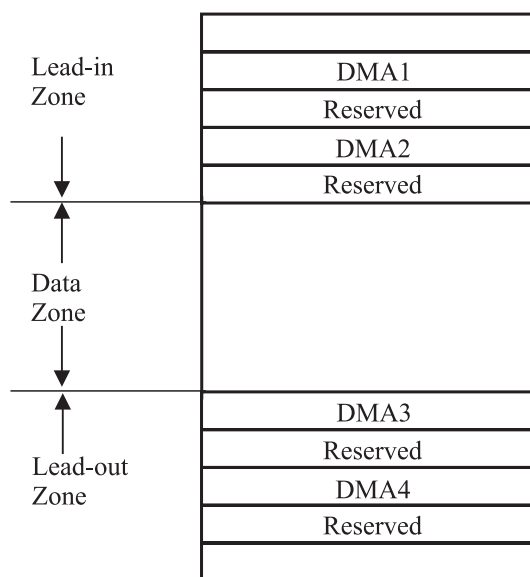 Lead-in
Zone
DMA1
Reserved
DMA2
Reserved
Data
Zone
DMA3
Reserved
Lead-out
Zone
DMA4
Reserved